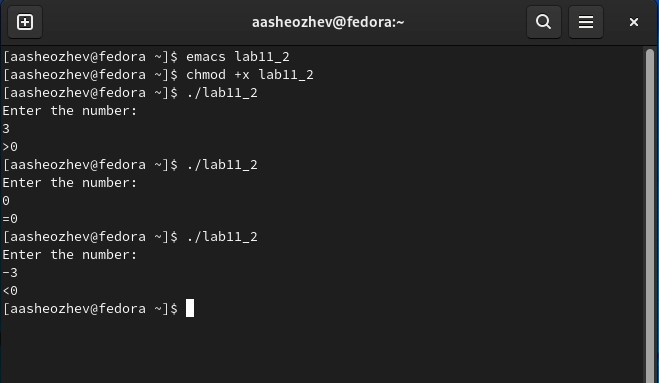 aasheozhev@fedora:~
[aasheozhev@fedora ~]$ emacs lab11_2
[aasheozhev@fedora ~]$ chmod +x lab11_2
[aasheozhev@fedora ~]$ ./lab11_2
Enter the number:
3
>0
[aasheozhev@fedora ~]$ ./lab11_2
Enter the number:
0
=0
[aasheozhev@fedora ~]$ ./lab11_2
Enter the number:
-3
<0
[aasheozhev@fedora ~]$